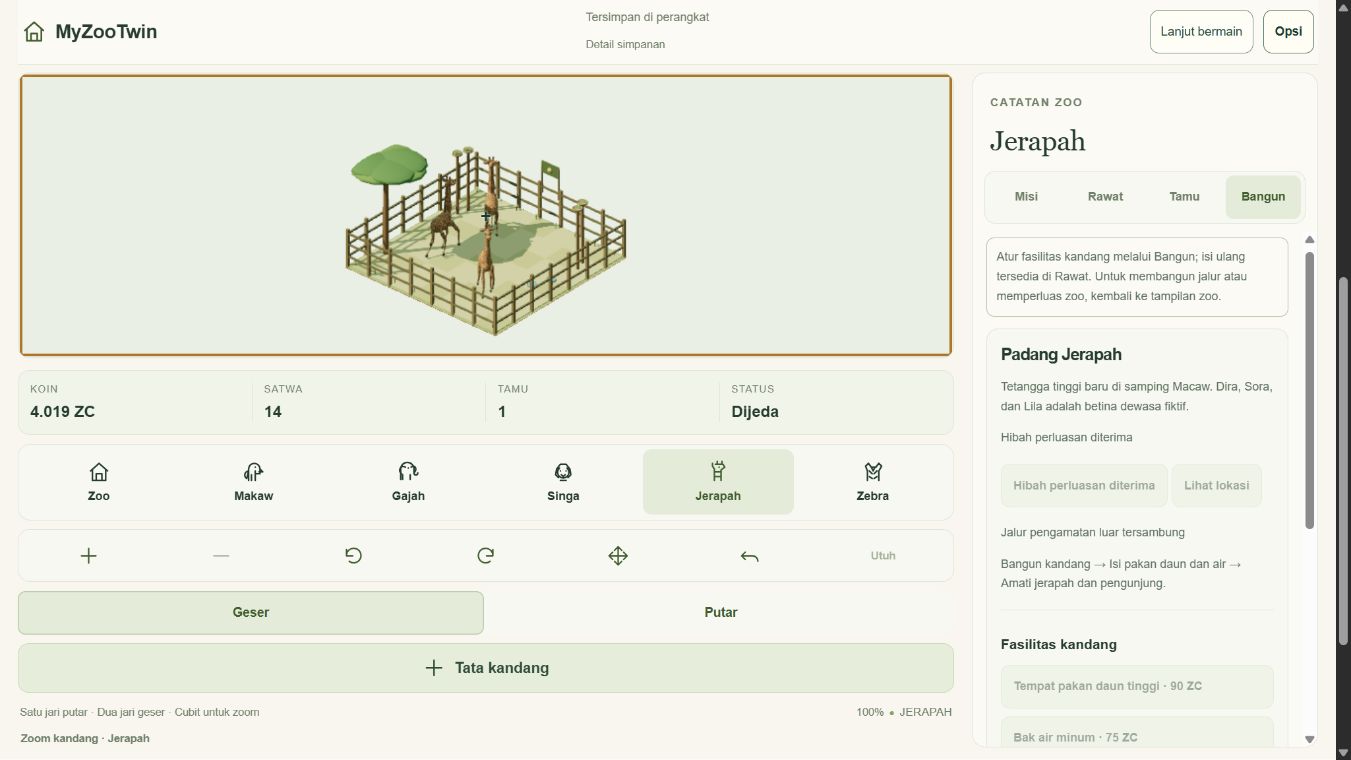 MyZooTwin
Tersimpan di perangkat
Detail simpanan
Lanjut bermain
Opsi
KOIN
4.019 ZC
SATWA
14
TAMU
1
STATUS
Dijeda
Zoo
Makaw
Gajah
Singa
Jerapah
Zebra
Utuh
Geser
Putar
Tata kandang
Satu jari putar · Dua jari geser · Cubit untuk zoom
100% • JERAPAH
Zoom kandang · Jerapah
CATATAN ZOO
Jerapah
Misi
Rawat
Tamu
Bangun
Atur fasilitas kandang melalui Bangun; isi ulang
tersedia di Rawat. Untuk membangun jalur atau
memperluas zoo, kembali ke tampilan zoo.
Padang Jerapah
Tetangga tinggi baru di samping Macaw. Dira, Sora,
dan Lila adalah betina dewasa fiktif.
Hibah perluasan diterima
Hibah perluasan diterima
Lihat lokasi
Jalur pengamatan luar tersambung
Bangun kandang → Isi pakan daun dan air →
Amati jerapah dan pengunjung.
Fasilitas kandang
Tempat pakan daun tinggi · 90 ZC
Bak air minum · 75 ZC